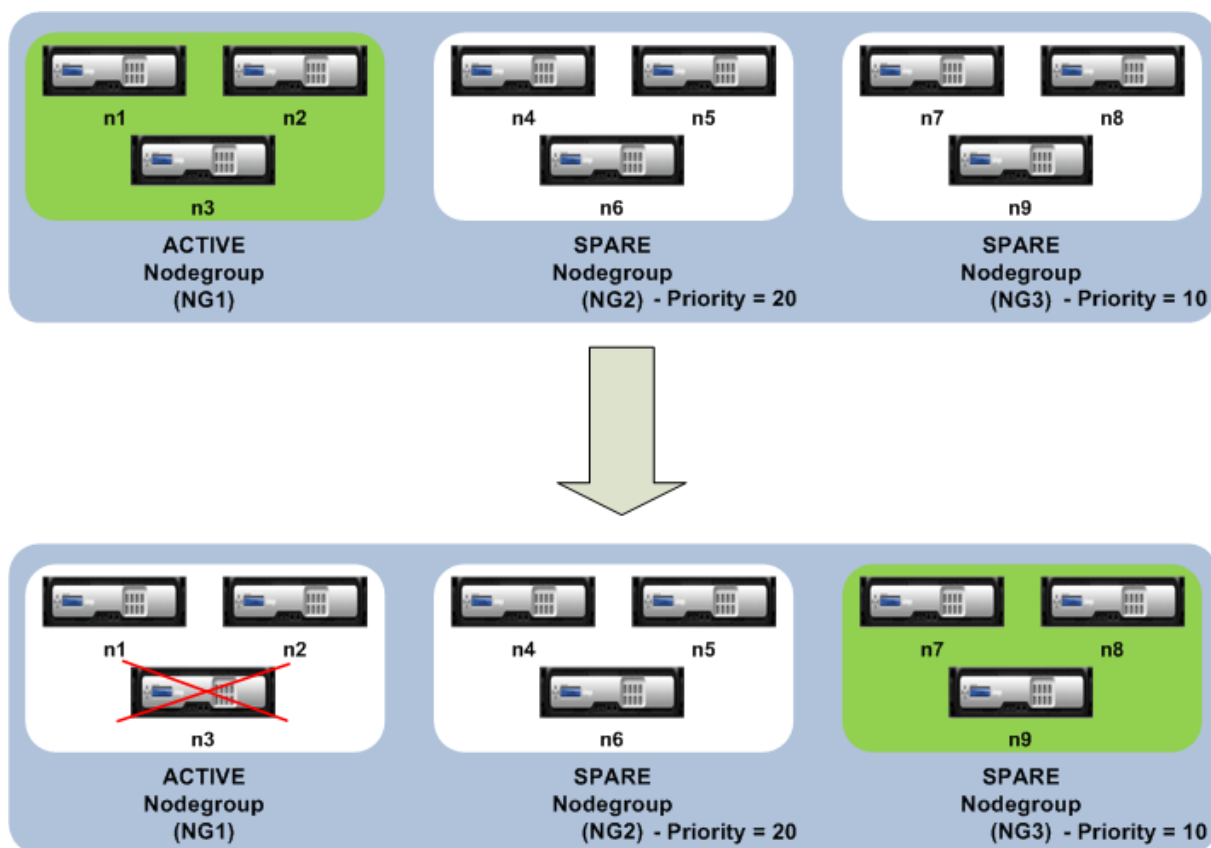 n1
n2
n4
n5
n7
n8
n3
n6
n9
ACTIVE
Nodegroup
(NG1)
SPARE
Nodegroup
(NG2) - Priority = 20
SPARE
Nodegroup
(NG3) - Priority = 10
n1
n2
n4
n5
n7
n8
n3
n6
n9
ACTIVE
Nodegroup
(NG1)
SPARE
Nodegroup
(NG2) - Priority = 20
SPARE
Nodegroup
(NG3) - Priority = 10